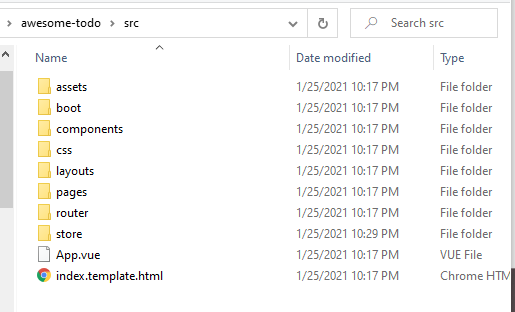 awesome-todo > src
Search src
Name Date modified Type
assets 1/25/2021 10:17 PM File folder
boot 1/25/2021 10:17 PM File folder
components 1/25/2021 10:17 PM File folder
css 1/25/2021 10:17 PM File folder
layouts 1/25/2021 10:17 PM File folder
pages 1/25/2021 10:17 PM File folder
router 1/25/2021 10:17 PM File folder
store 1/25/2021 10:29 PM File folder
App.vue 1/25/2021 10:17 PM VUE File
index.template.html 1/25/2021 10:17 PM Chrome HTM